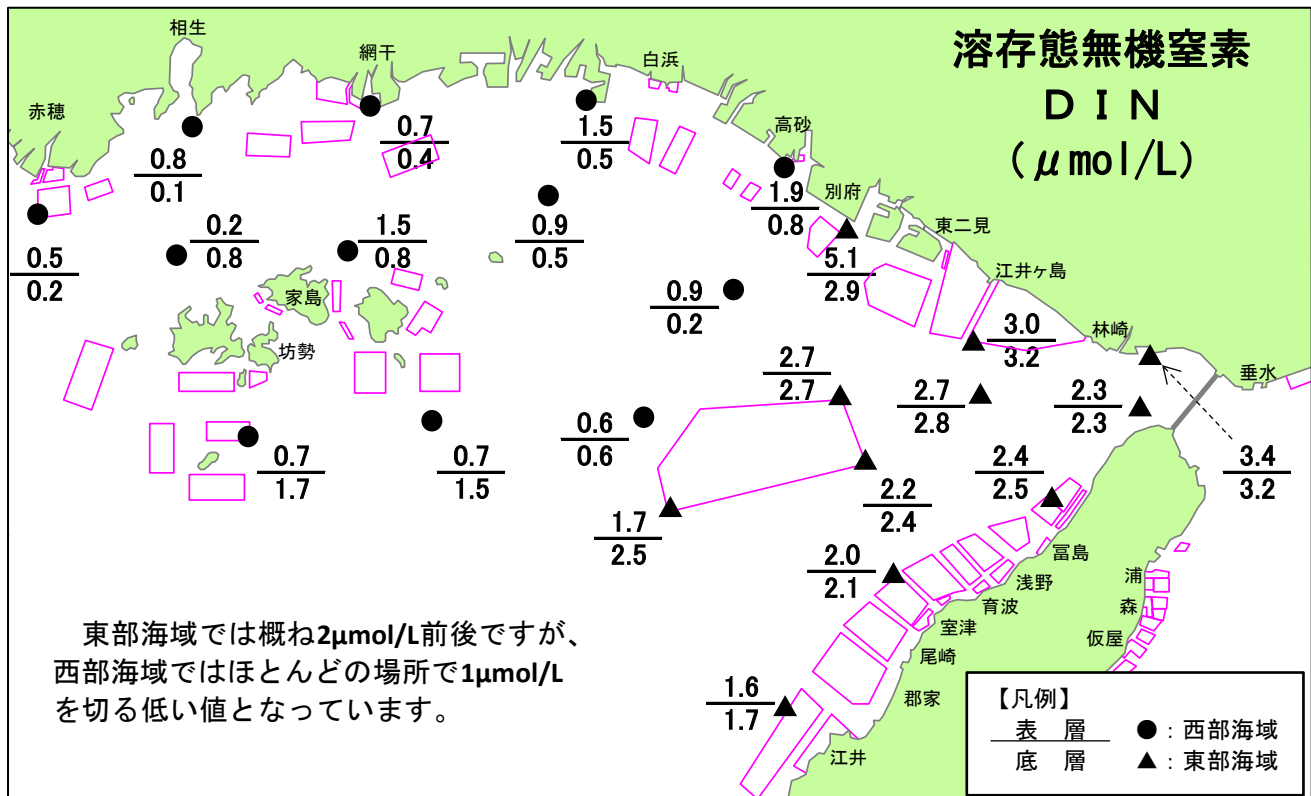 溶存態無機窒素
ＤＩＮ
(μmol/L)
相生
網干
白浜
赤穂
高砂
別府
東二見
江井ヶ島
林崎
垂水
家島
坊勢
0.8
0.1
0.7
0.4
1.5
0.5
1.9
0.8
0.5
0.2
0.2
0.8
1.5
0.8
0.9
0.5
5.1
2.9
0.9
0.2
3.0
3.2
2.7
2.7
2.7
2.8
2.3
2.3
0.6
0.6
0.7
1.7
0.7
1.5
2.4
2.5
3.4
3.2
2.2
2.4
1.7
2.5
2.0
2.1
1.6
1.7
冨島
浅野
育波
室津
尾崎
郡家
江井
浦
森
仮屋
東部海域では概ね2μmol/L前後ですが、
西部海域ではほとんどの場所で1μmol/L
を切る低い値となっています。
【凡例】
表　層　●：西部海域
底　層　▲：東部海域